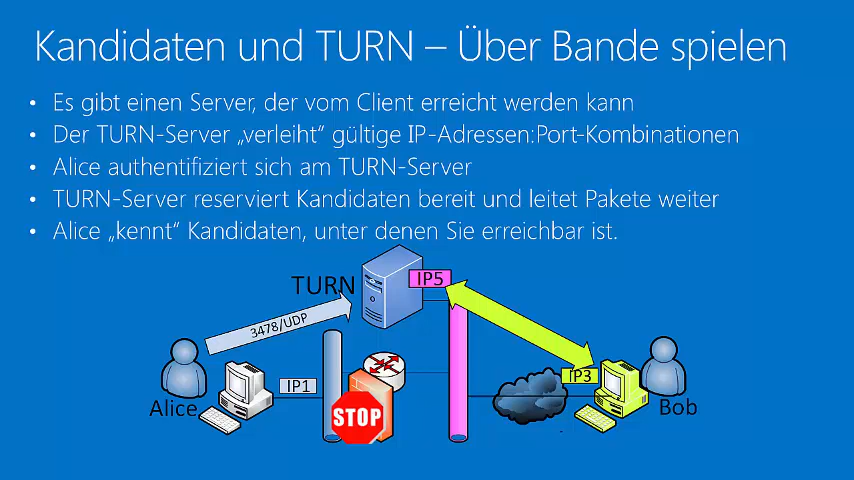 Kandidaten und TURN – Über Bande spielen
• Es gibt einen Server, der vom Client erreicht werden kann
• Der TURN-Server „verleiht“ gültige IP-Adressen:Port-Kombinationen
• Alice authentifiziert sich am TURN-Server
• TURN-Server reserviert Kandidaten bereit und leitet Pakete weiter
• Alice „kennt“ Kandidaten, unter denen Sie erreichbar ist.
TURN
IP5
3478/UDP
IP1
IP3
STOP
Alice
Bob